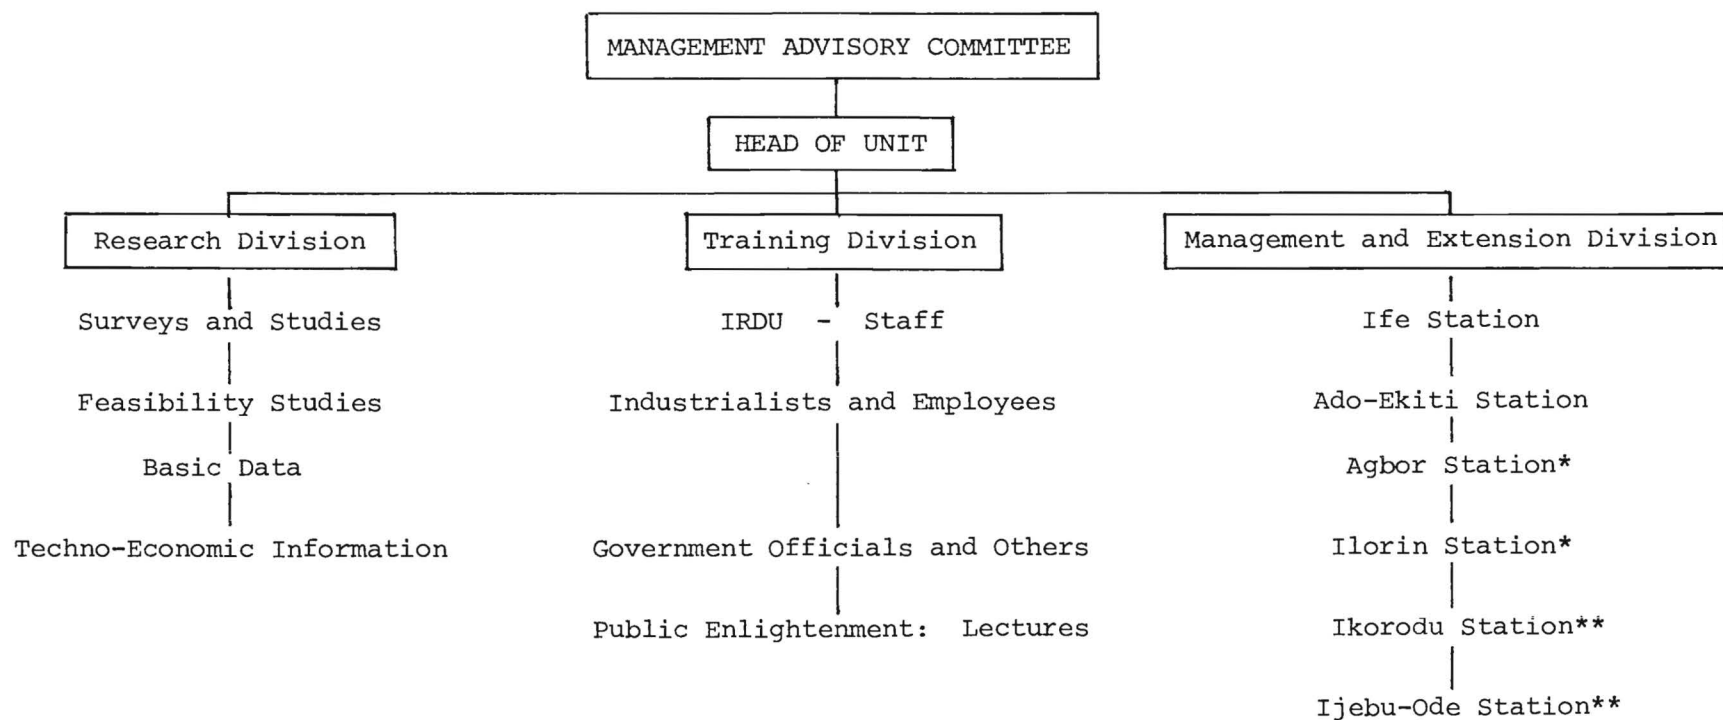 MANAGEMENT ADVISORY COMMITTEE
HEAD OF UNIT
Research Division
Training Division
Management and Extension Division
Surveys and Studies
IRDU - Staff
Ife Station
Feasibility Studies
Industrialists and Employees
Ado-Ekiti Station
Basic Data
Agbor Station*
Techno-Economic Information
Government Officials and Others
Ilorin Station*
Public Enlightenment: Lectures
Ikorodu Station**
Ijebu-Ode Station**